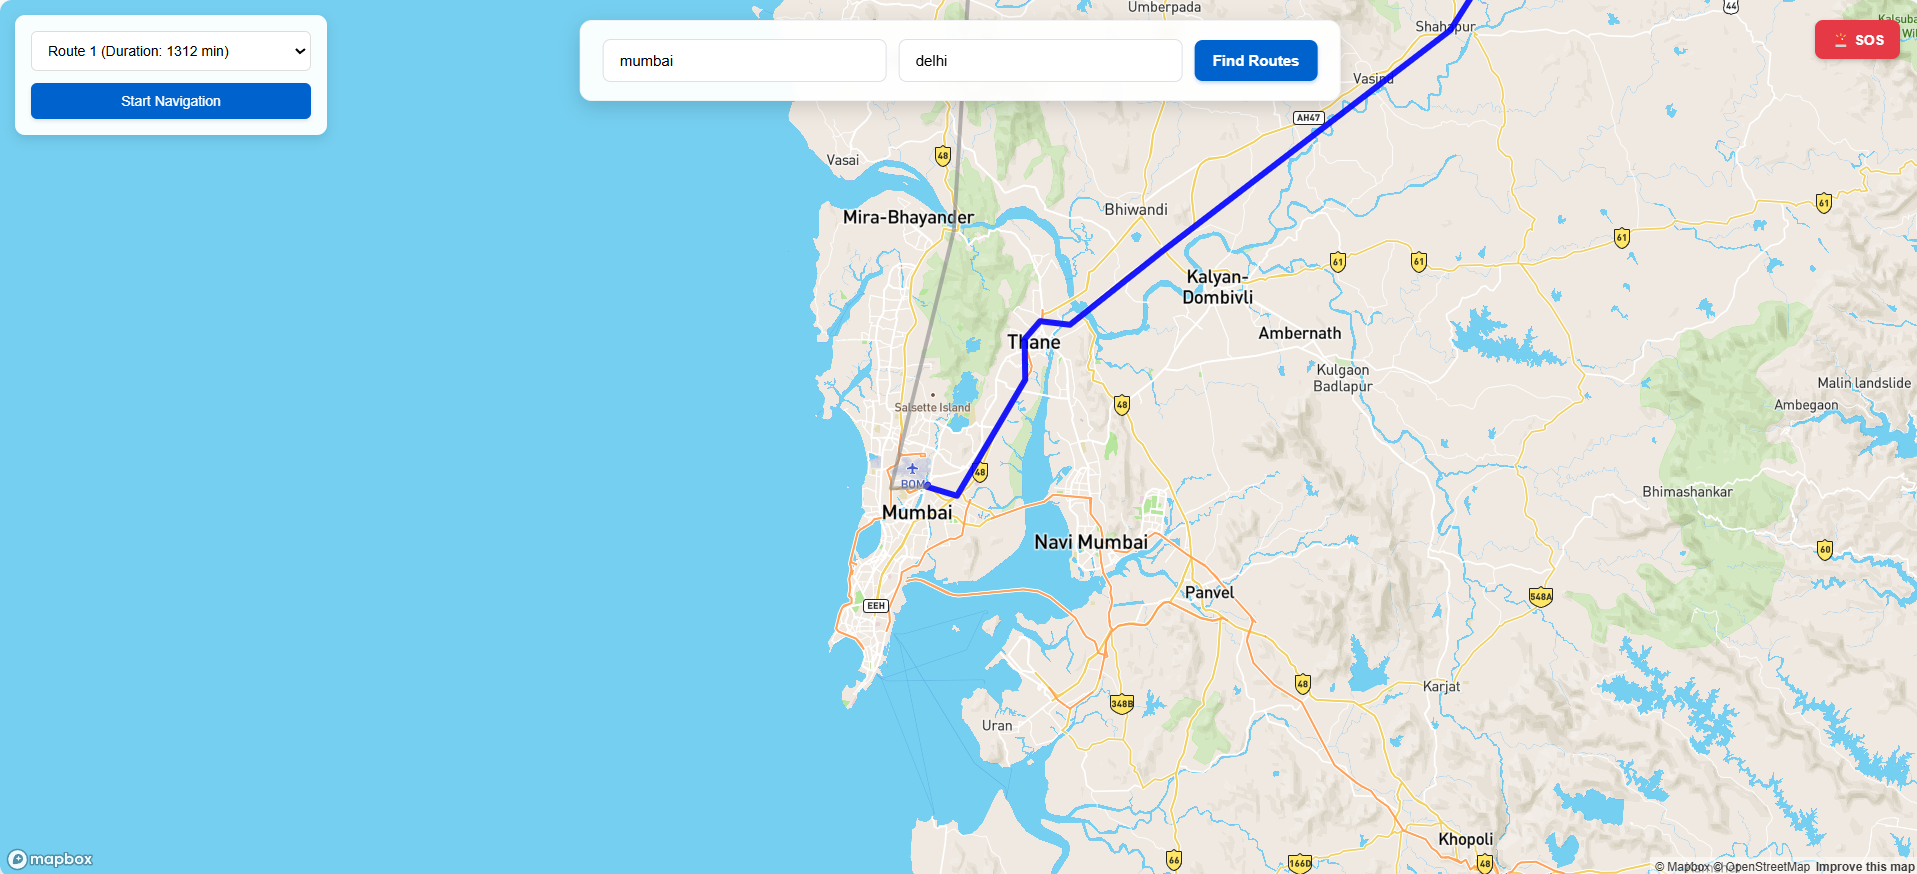 Route 1 (Duration: 1312 min)
Start Navigation
mumbai
delhi
Find Routes
SOS
Umberpada
44
Shahapur
Vasind
AH47
Vasai
48
61
Mira-Bhayander
Bhiwandi
61
61
61
Kalyan-
Dombivli
Thane
Ambernath
Kulgaon
Badlapur
Malin landslide
Ambegaon
48
Salsette Island
48
BOM
Bhimashankar
Mumbai
Navi Mumbai
60
Panvel
548A
EEH
48
Karjat
348B
Uran
Khopoli
66
166D
48
mapbox
© Mapbox © OpenStreetMap Improve this map